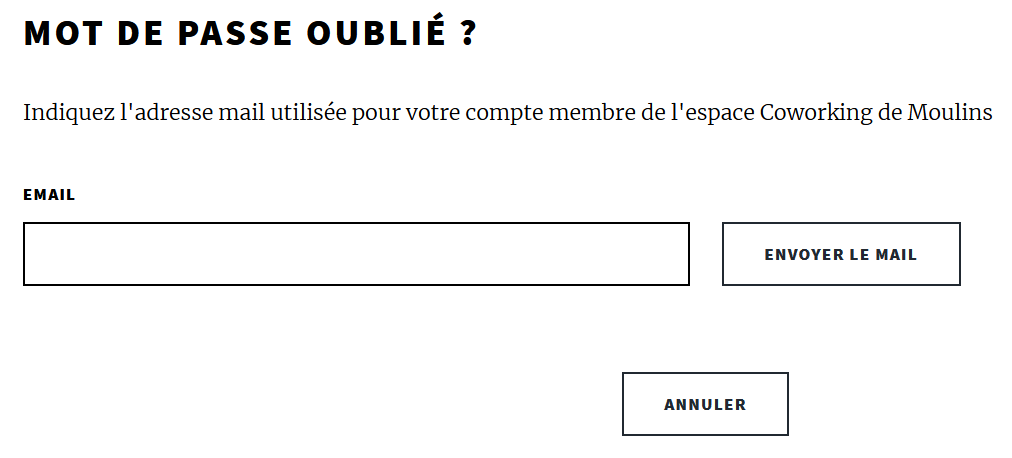 MOT DE PASSE OUBLIÉ ?
Indiquez l'adresse mail utilisée pour votre compte membre de l'espace Coworking de Moulins
EMAIL
ENVOYER LE MAIL
ANNULER